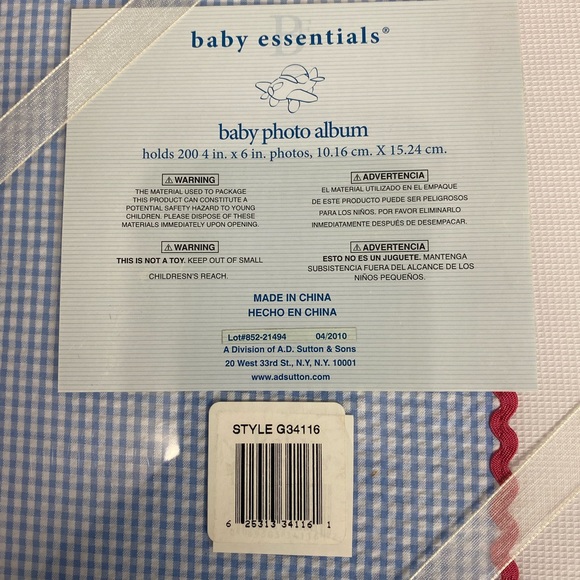 baby essentials®
baby photo album
holds 200 4 in. x 6 in. photos, 10.16 cm. X 15.24 cm.
⚠ WARNING
THE MATERIAL USED TO PACKAGE
THIS PRODUCT CAN CONSTITUTE A
POTENTIAL SAFETY HAZARD TO YOUNG
CHILDREN. PLEASE DISPOSE OF THESE
MATERIALS IMMEDIATELY UPON OPENING.
⚠ ADVERTENCIA
EL MATERIAL UTILIZADO EN EL EMPAQUE
DE ESTE PRODUCTO PUEDE SER PELIGROSOS
PARA LOS NIÑOS. POR FAVOR ELIMINARLO
INMEDIATAMENTE DESPUÉS DE DESEMPACAR.
⚠ WARNING
THIS IS NOT A TOY. KEEP OUT OF SMALL
CHILDRESN'S REACH.
⚠ ADVERTENCIA
ESTO NO ES UN JUGUETE. MANTENGA
SUBSISTENCIA FUERA DEL ALCANCE DE LOS
NIÑOS PEQUEÑOS.
MADE IN CHINA
HECHO EN CHINA
Lot#852-21494 04/2010
A Division of A.D. Sutton & Sons
20 West 33rd St., N.Y, N.Y. 10001
www.adsutton.com
STYLE G34116
6 25313 34116 1